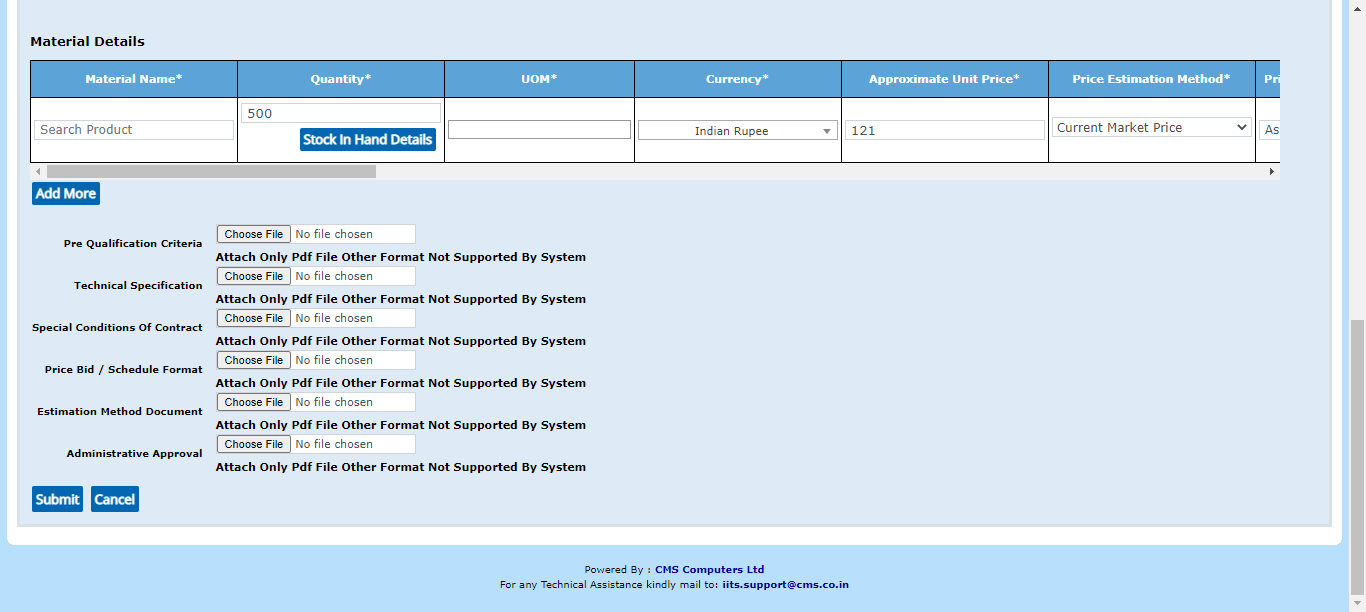 Material Details
Material Name* Quantity* UOM* Currency* Approximate Unit Price* Price Estimation Method*
500
Search Product Indian Rupee 121 Current Market Price As
Stock In Hand Details
Add More
Choose File No file chosen
Pre Qualification Criteria
Attach Only Pdf File Other Format Not Supported By System
Choose File No file chosen
Technical Specification
Attach Only Pdf File Other Format Not Supported By System
Choose File No file chosen
Special Conditions Of Contract
Attach Only Pdf File Other Format Not Supported By System
Choose File No file chosen
Price Bid / Schedule Format
Attach Only Pdf File Other Format Not Supported By System
Choose File No file chosen
Estimation Method Document
Attach Only Pdf File Other Format Not Supported By System
Choose File No file chosen
Administrative Approval
Attach Only Pdf File Other Format Not Supported By System
Submit Cancel
Powered By : CMS Computers Ltd
For any Technical Assistance kindly mail to: iits.support@cms.co.in